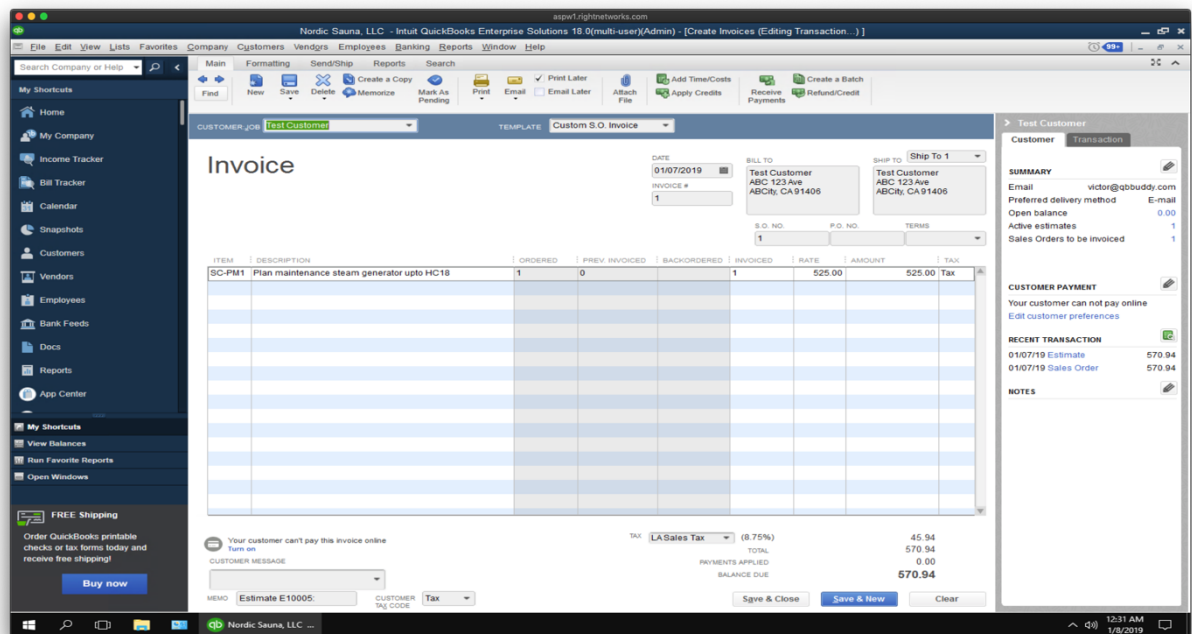 aspw1.rightnetworks.com
Nordic Sauna, LLC - Intuit QuickBooks Enterprise Solutions 18.0(multi-user)(Admin) - [Create Invoices (Editing Transaction...) ]
File Edit View Lists Favorites Company Customers Vendors Employees Banking Reports Window Help
99+
Search Company or Help
My Shortcuts
Home
My Company
Income Tracker
Bill Tracker
Calendar
Snapshots
Customers
Vendors
Employees
Bank Feeds
Docs
Reports
App Center
My Shortcuts
View Balances
Run Favorite Reports
Open Windows
FREE Shipping
Order QuickBooks printable
checks or tax forms today and
receive free shipping!
Buy now
Main Formatting Send/Ship Reports Search
Find
New
Save
Delete
Create a Copy
Memorize
Mark As
Pending
Print
Email
Print Later
Email Later
Attach
File
Add Time/Costs
Apply Credits
Receive
Payments
Create a Batch
Refund/Credit
CUSTOMER:JOB Test Customer
TEMPLATE Custom S.O. Invoice
Invoice
DATE
01/07/2019
INVOICE #
1
BILL TO
Test Customer
ABC 123 Ave
ABCity, CA 91406
SHIP TO Ship To 1
Test Customer
ABC 123 Ave
ABCity, CA 91406
S.O. NO. P.O. NO. TERMS
1
ITEM DESCRIPTION ORDERED PREV. INVOICED BACKORDERED INVOICED RATE AMOUNT TAX
SC-PM1 Plan maintenance steam generator upto HC18 1 0 1 525.00 525.00 Tax
Your customer can't pay this invoice online
Turn on
CUSTOMER MESSAGE
MEMO Estimate E10005:
CUSTOMER
TAX CODE
Tax
TAX LA Sales Tax (8.75%) 45.94
TOTAL 570.94
PAYMENTS APPLIED 0.00
BALANCE DUE 570.94
Save & Close Save & New Clear
Test Customer
Customer Transaction
SUMMARY
Email victor@qbbuddy.com
Preferred delivery method E-mail
Open balance 0.00
Active estimates 1
Sales Orders to be invoiced 1
CUSTOMER PAYMENT
Your customer can not pay online
Edit customer preferences
RECENT TRANSACTION
01/07/19 Estimate 570.94
01/07/19 Sales Order 570.94
NOTES
qb Nordic Sauna, LLC ...
12:31 AM
1/8/2019